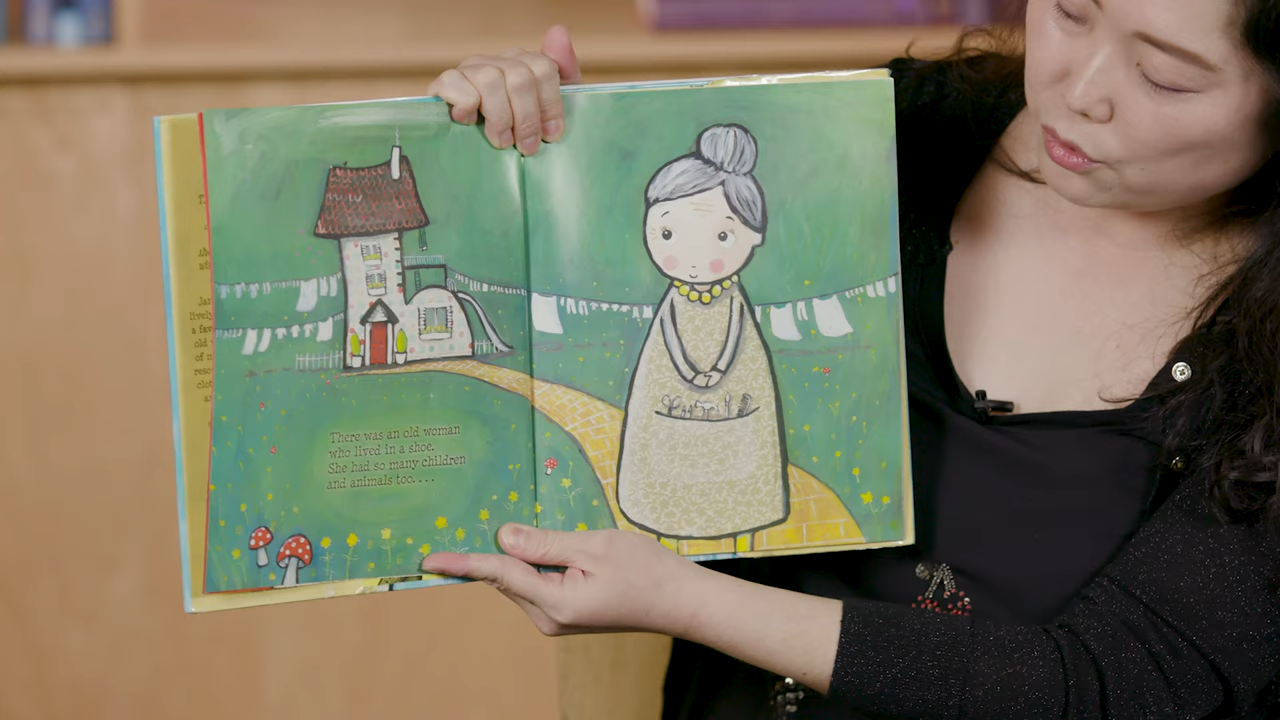 There was an old woman
who lived in a shoe.
She had so many children
and animals too....